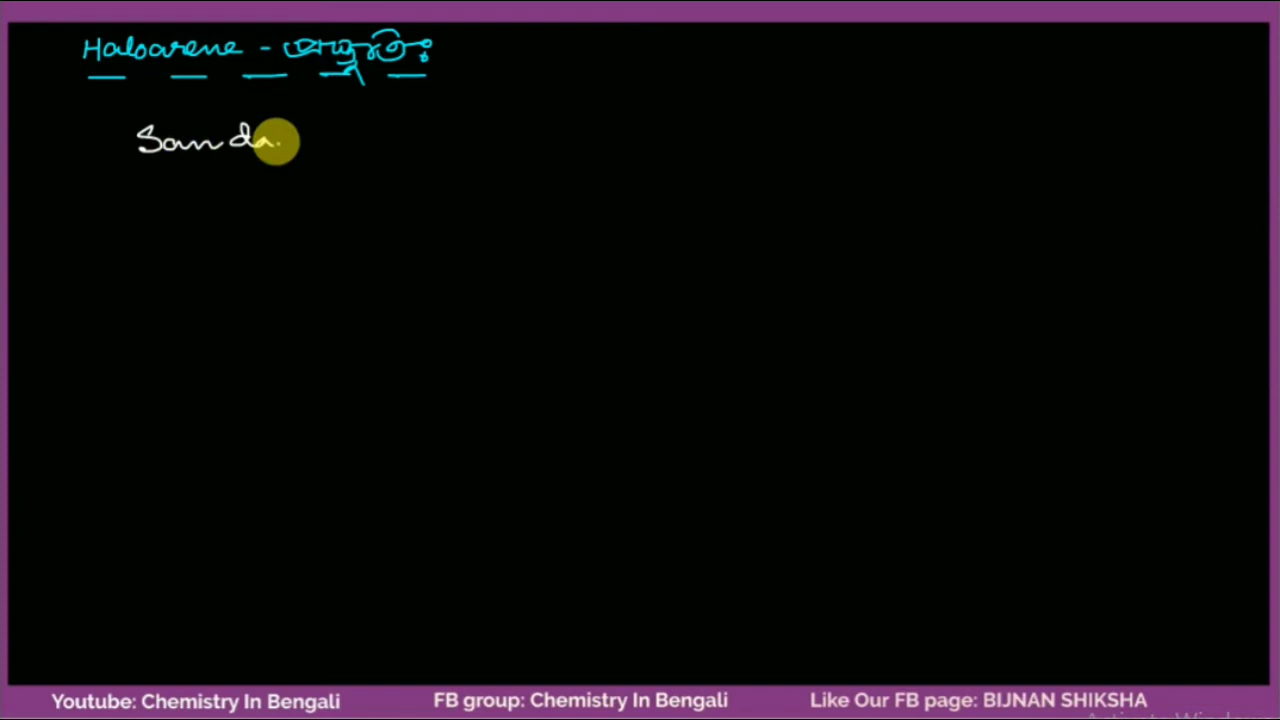 Haloarene - প্রস্তুতিঃ
Sanda
Youtube: Chemistry In Bengali FB group: Chemistry In Bengali Like Our FB page: BIJNAN SHIKSHA